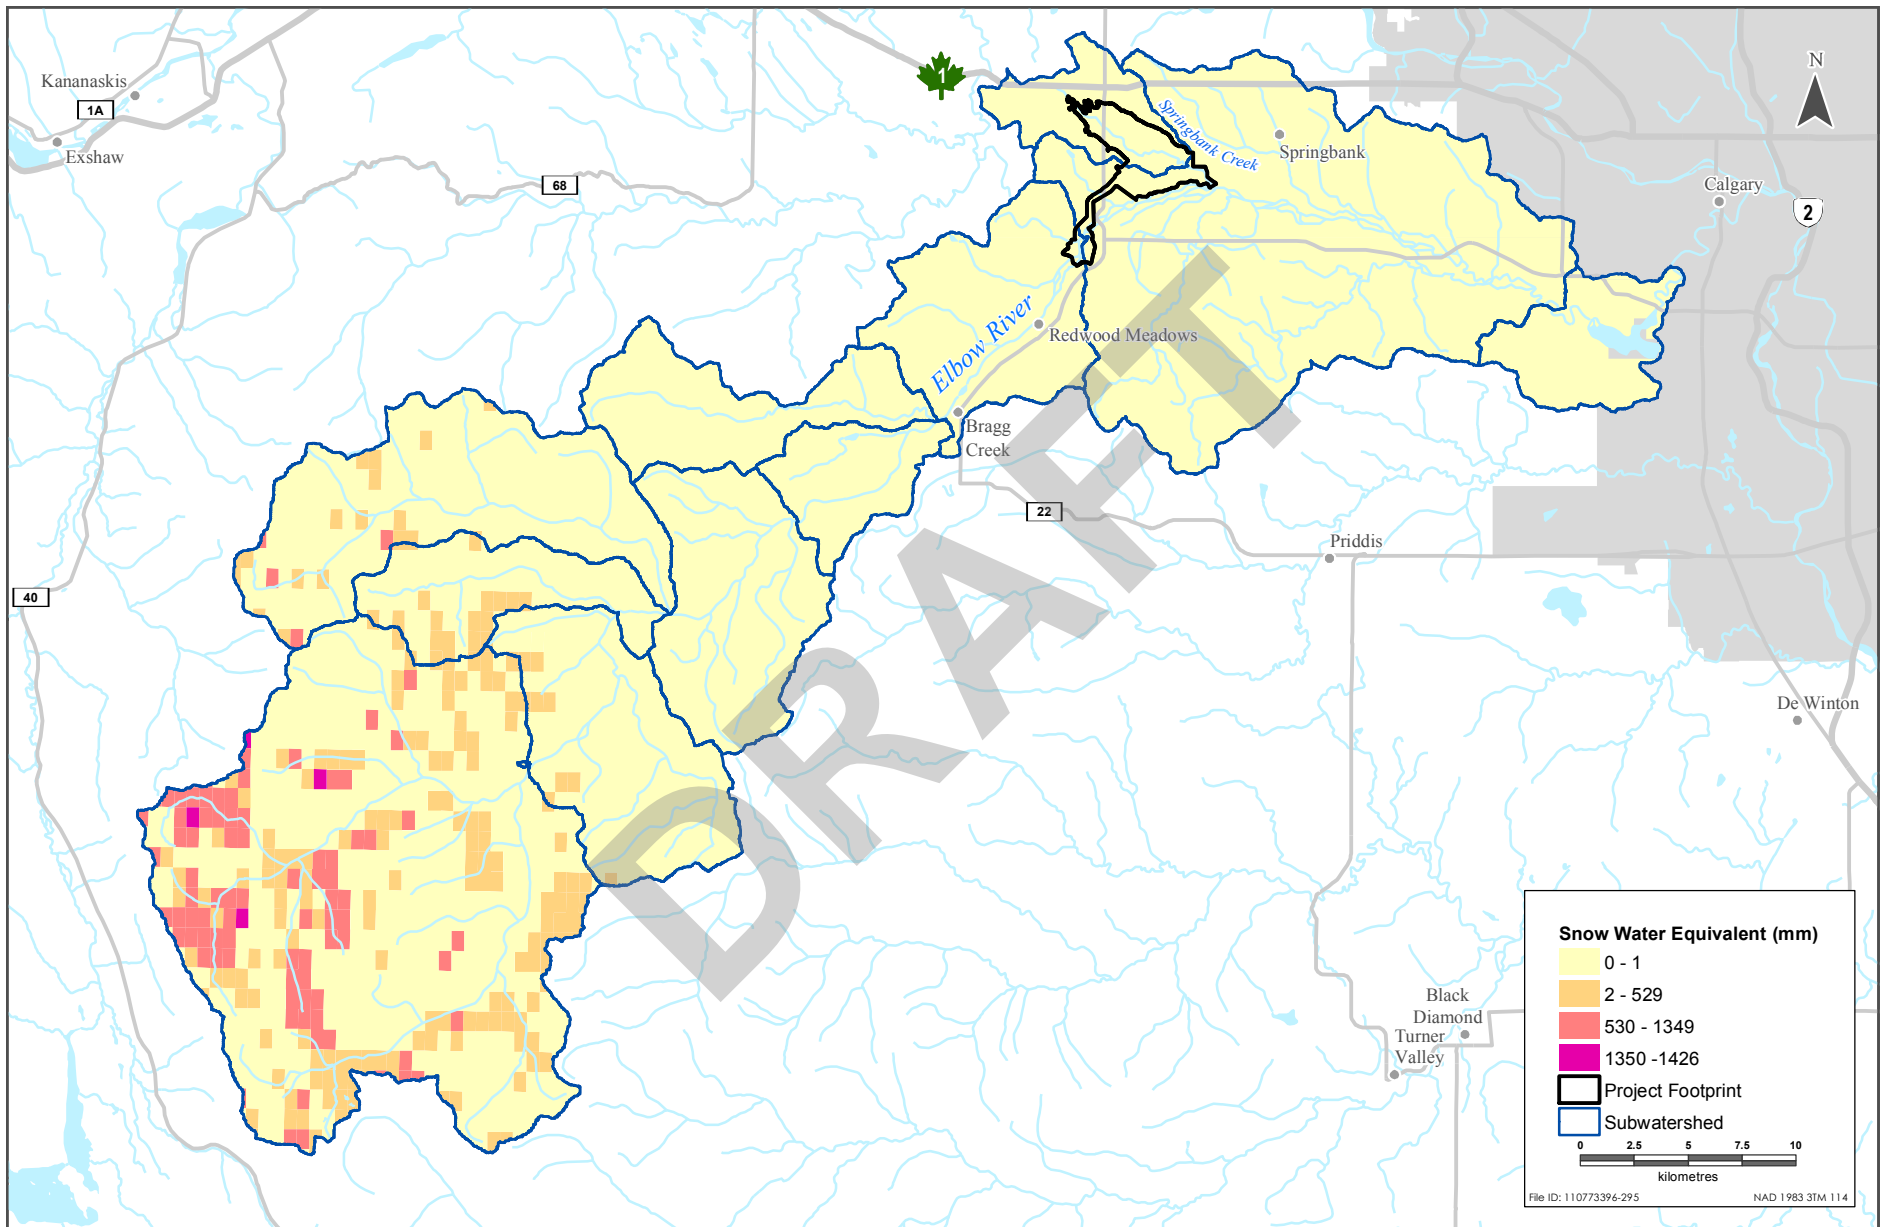 Kananaskis
1A
Exshaw
68
1
Springbank Creek
Springbank
N
Calgary
2
Elbow River
Redwood Meadows
Bragg
Creek
22
Priddis
40
De Winton
DRAFT
Black
Diamond
Turner
Valley
Snow Water Equivalent (mm)
0 - 1
2 - 529
530 - 1349
1350 -1426
Project Footprint
Subwatershed
0 2.5 5 7.5 10
kilometres
File ID: 110773396-295 NAD 1983 3TM 114